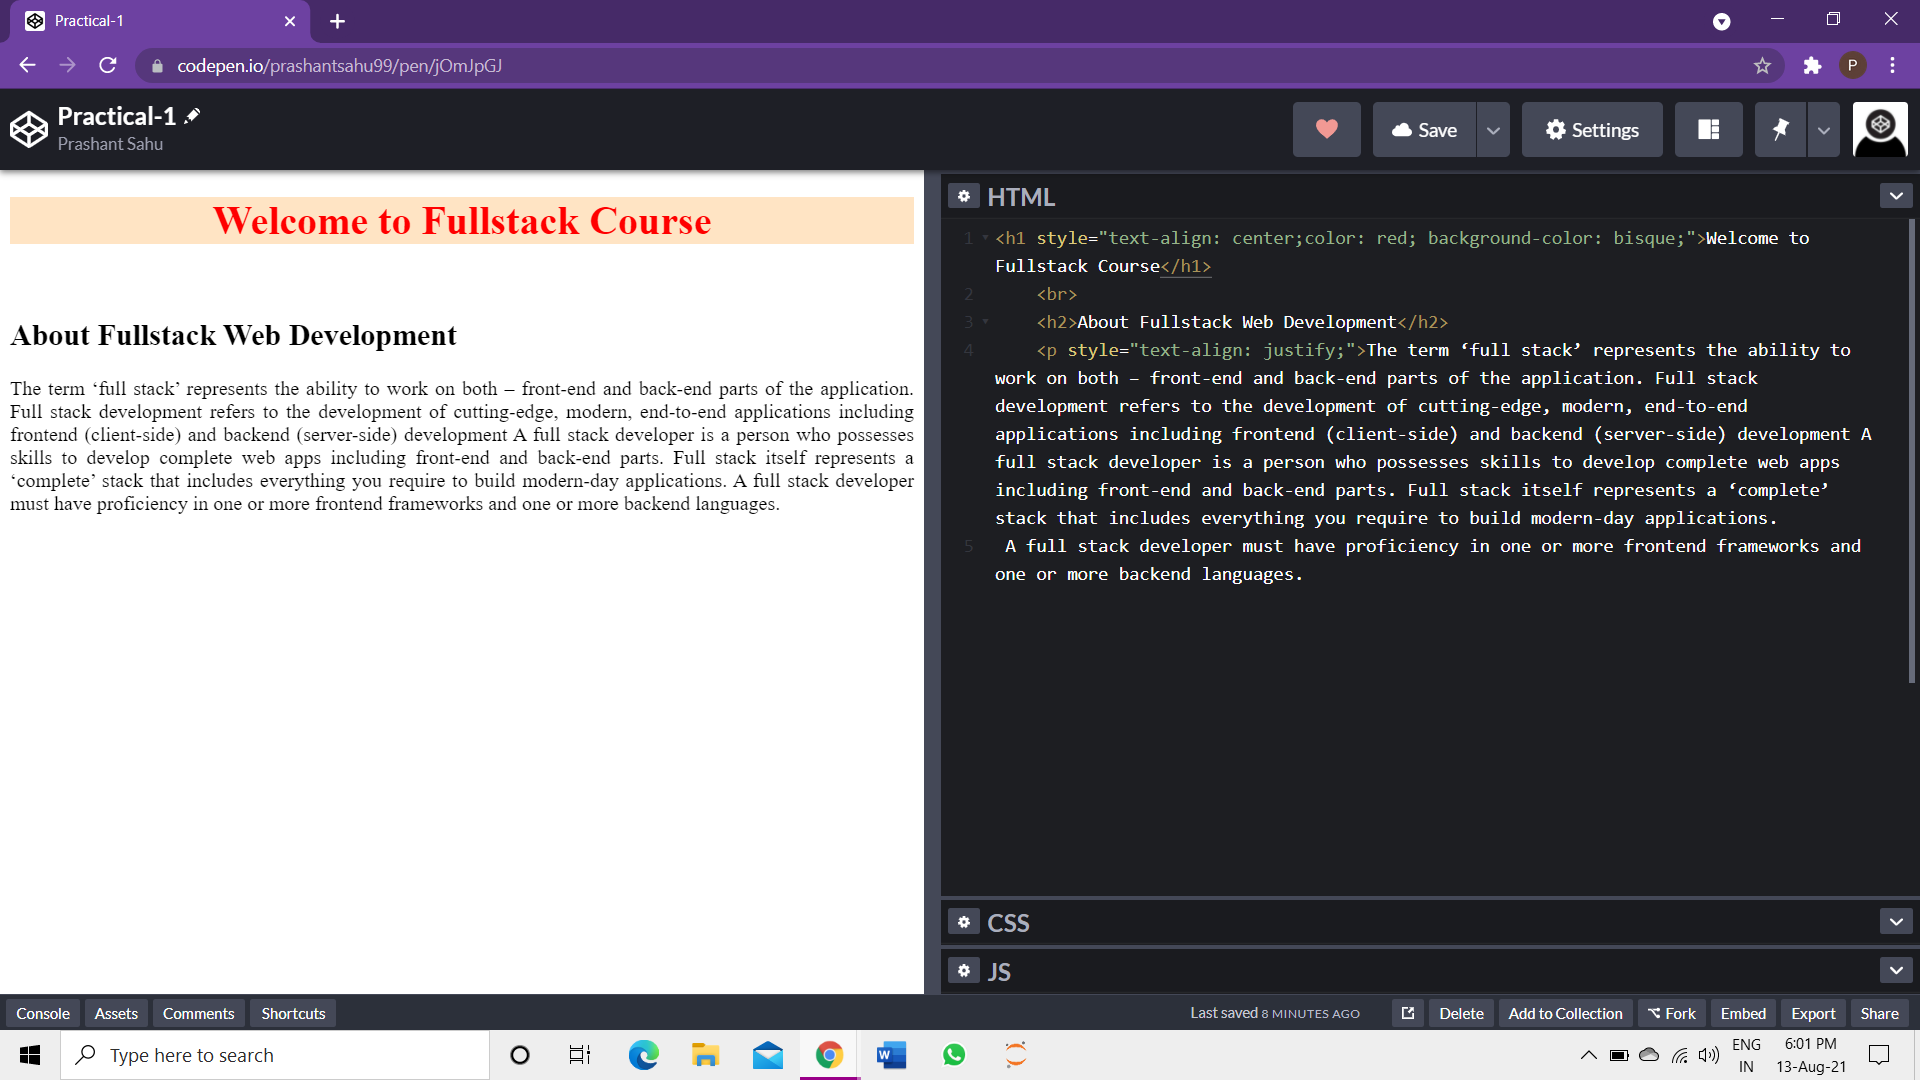 Practical-1
codepen.io/prashantsahu99/pen/jOmJpGJ
P
Practical-1
Prashant Sahu
Save
Settings
Welcome to Fullstack Course
About Fullstack Web Development
The term ‘full stack’ represents the ability to work on both – front-end and back-end parts of the application.
Full stack development refers to the development of cutting-edge, modern, end-to-end applications including
frontend (client-side) and backend (server-side) development A full stack developer is a person who possesses
skills to develop complete web apps including front-end and back-end parts. Full stack itself represents a
‘complete’ stack that includes everything you require to build modern-day applications. A full stack developer
must have proficiency in one or more frontend frameworks and one or more backend languages.
HTML
1 <h1 style="text-align: center;color: red; background-color: bisque;">Welcome to
Fullstack Course</h1>
2 <br>
3 <h2>About Fullstack Web Development</h2>
4 <p style="text-align: justify;">The term ‘full stack’ represents the ability to
work on both – front-end and back-end parts of the application. Full stack
development refers to the development of cutting-edge, modern, end-to-end
applications including frontend (client-side) and backend (server-side) development A
full stack developer is a person who possesses skills to develop complete web apps
including front-end and back-end parts. Full stack itself represents a ‘complete’
stack that includes everything you require to build modern-day applications.
5 A full stack developer must have proficiency in one or more frontend frameworks and
one or more backend languages.
CSS
JS
Console Assets Comments Shortcuts
Last saved 8 MINUTES AGO
Delete Add to Collection Fork Embed Export Share
Type here to search
W
ENG
IN
6:01 PM
13-Aug-21